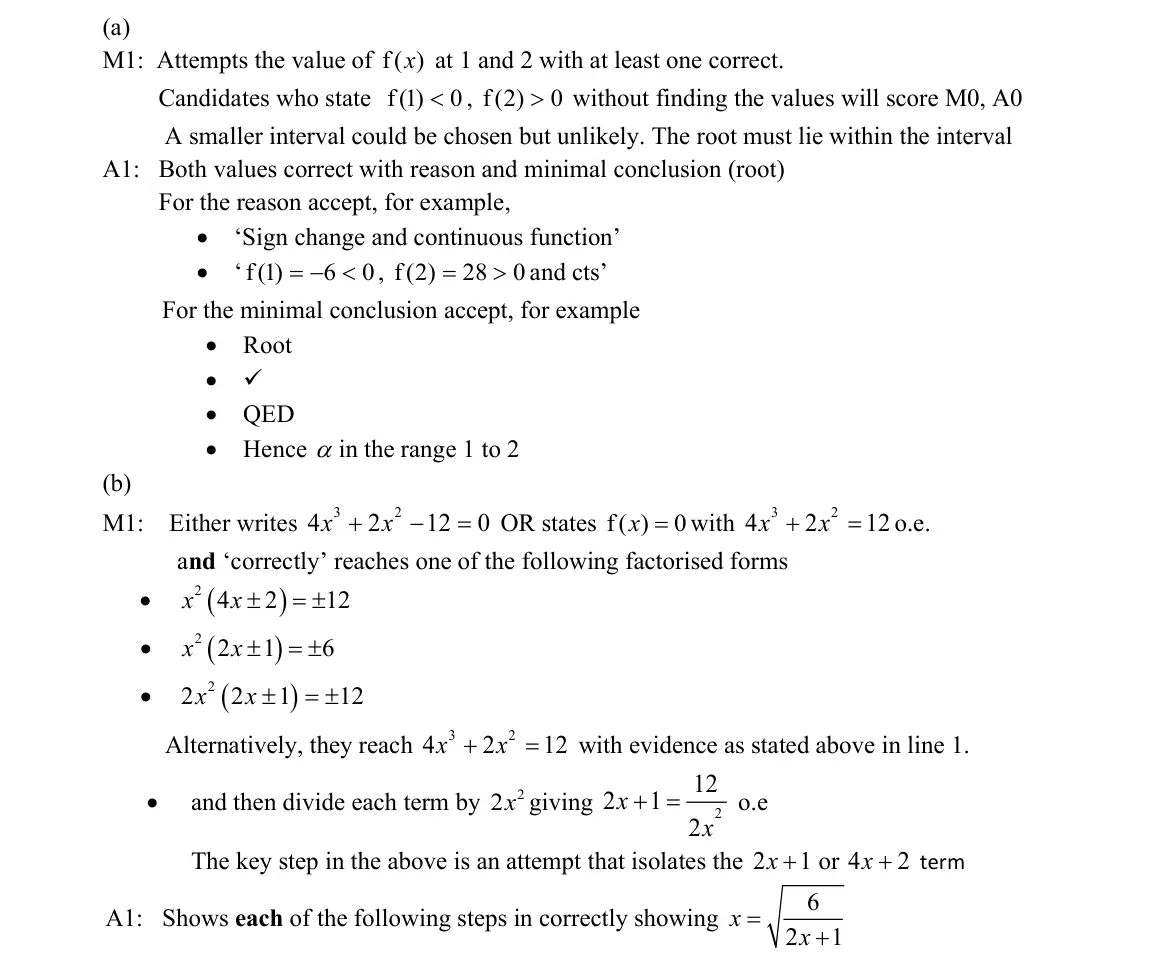 (a)
M1: Attempts the value of f(x) at 1 and 2 with at least one correct.
Candidates who state f(1) < 0, f(2) > 0 without finding the values will score M0, A0
A smaller interval could be chosen but unlikely. The root must lie within the interval
A1: Both values correct with reason and minimal conclusion (root)
For the reason accept, for example,
• ‘Sign change and continuous function’
• ‘f(1) = −6 < 0, f(2) = 28 > 0 and cts’
For the minimal conclusion accept, for example
• Root
• ✓
• QED
• Hence α in the range 1 to 2
(b)
M1: Either writes 4x³ + 2x² − 12 = 0 OR states f(x) = 0 with 4x³ + 2x² = 12 o.e.
and ‘correctly’ reaches one of the following factorised forms
• x²(4x ± 2) = ±12
• x²(2x ± 1) = ±6
• 2x²(2x ± 1) = ±12
Alternatively, they reach 4x³ + 2x² = 12 with evidence as stated above in line 1.
• and then divide each term by 2x² giving 2x + 1 = 12/2x² o.e
The key step in the above is an attempt that isolates the 2x + 1 or 4x + 2 term
A1: Shows each of the following steps in correctly showing x = √(6/(2x + 1))